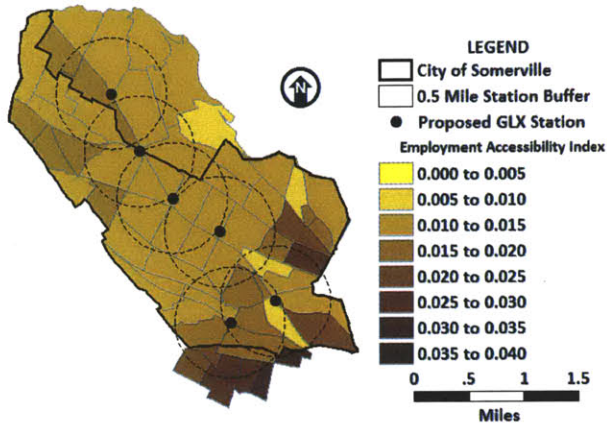 N
LEGEND
City of Somerville
0.5 Mile Station Buffer
Proposed GLX Station
Employment Accessibility Index
0.000 to 0.005
0.005 to 0.010
0.010 to 0.015
0.015 to 0.020
0.020 to 0.025
0.025 to 0.030
0.030 to 0.035
0.035 to 0.040
0 .5 1 1.5
Miles